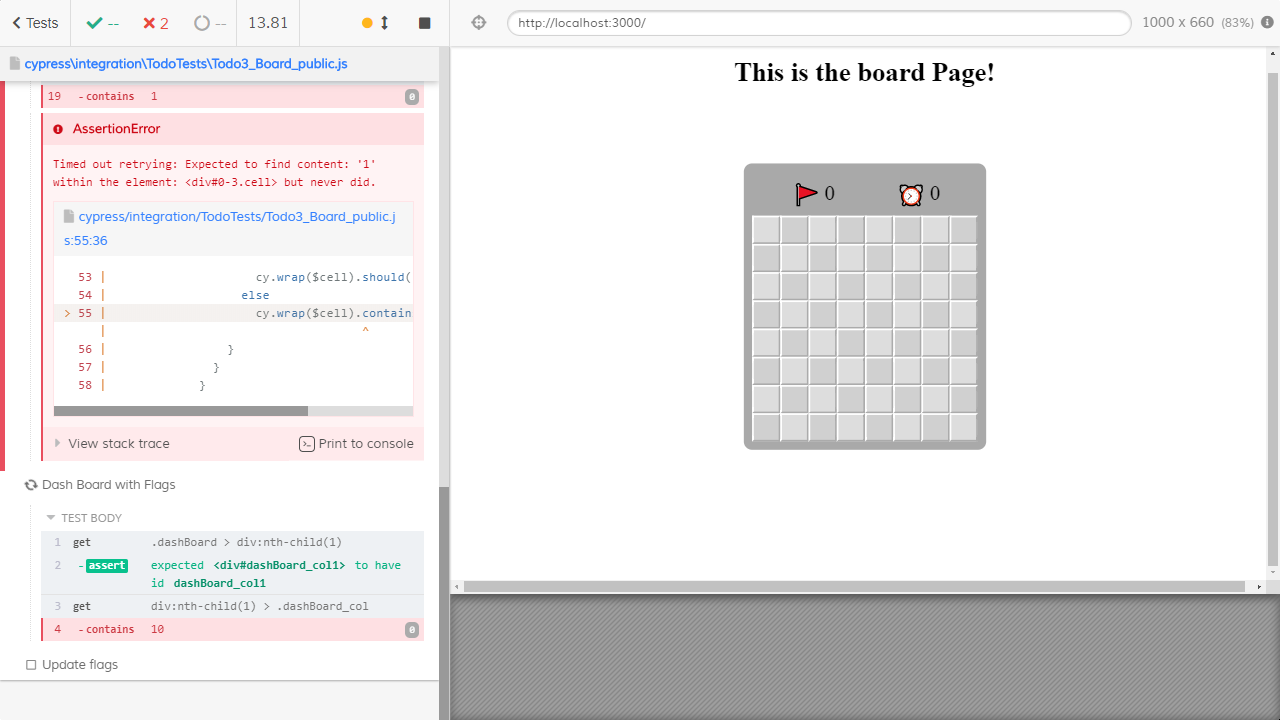 Tests
--
2
--
13.81
http://localhost:3000/
1000 x 660 (83%)
cypress\integration\TodoTests\Todo3_Board_public.js
19 -contains 1 0
AssertionError
Timed out retrying: Expected to find content: '1'
within the element: <div#0-3.cell> but never did.
cypress/integration/TodoTests/Todo3_Board_public.j
s:55:36
53 | cy.wrap($cell).should(
54 | else
> 55 | cy.wrap($cell).contain
| ^
56 | }
57 | }
58 | }
View stack trace
Print to console
Dash Board with Flags
TEST BODY
1 get .dashBoard > div:nth-child(1)
2 -assert expected <div#dashBoard_col1> to have
id dashBoard_col1
3 get div:nth-child(1) > .dashBoard_col
4 -contains 10 0
Update flags
This is the board Page!
0
0